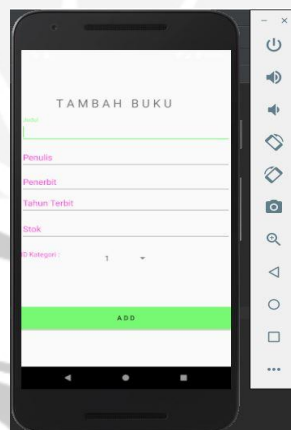 TAMBAH BUKU
Judul
Penulis
Penerbit
Tahun Terbit
Stok
ID Kategori :
1
ADD